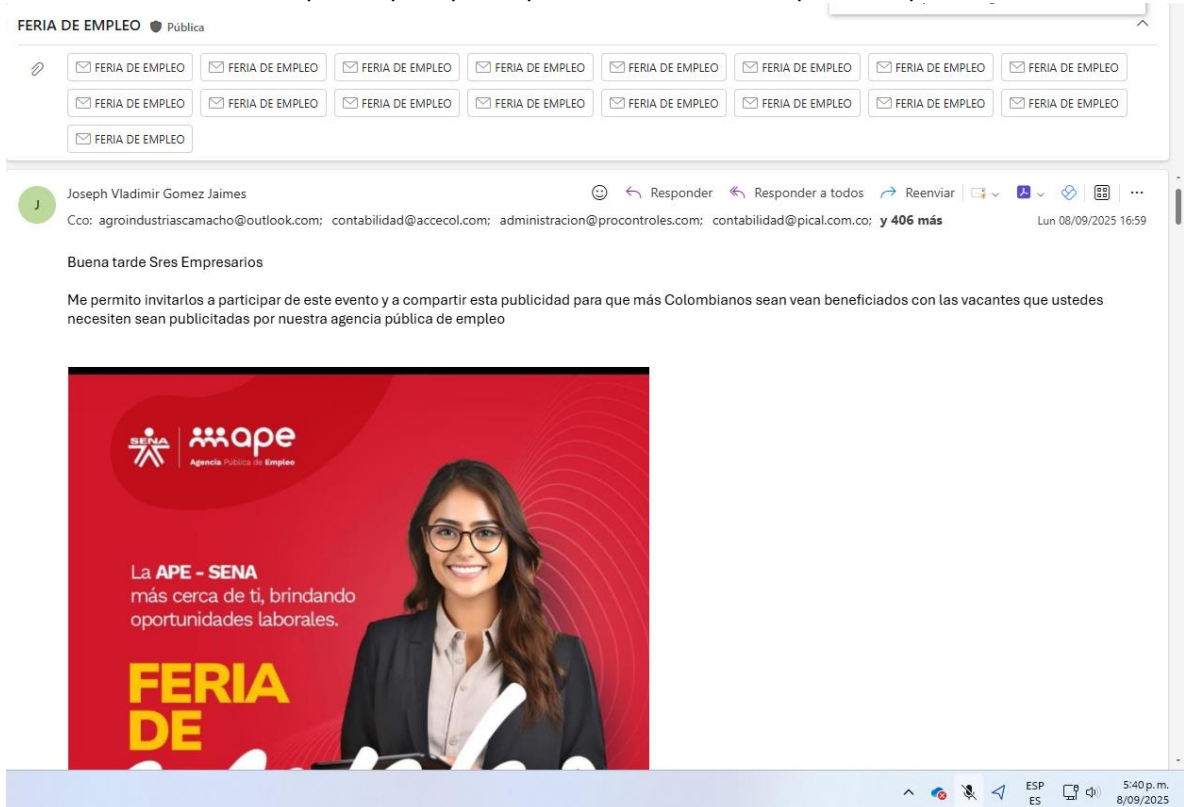 FERIA DE EMPLEO Pública
FERIA DE EMPLEO FERIA DE EMPLEO FERIA DE EMPLEO FERIA DE EMPLEO FERIA DE EMPLEO FERIA DE EMPLEO FERIA DE EMPLEO FERIA DE EMPLEO
FERIA DE EMPLEO FERIA DE EMPLEO FERIA DE EMPLEO FERIA DE EMPLEO FERIA DE EMPLEO FERIA DE EMPLEO FERIA DE EMPLEO FERIA DE EMPLEO
FERIA DE EMPLEO
J
Joseph Vladimir Gomez Jaimes Responder Responder a todos Reenviar
Cco: agroindustriascamacho@outlook.com; contabilidad@accecol.com; administracion@procontroles.com; contabilidad@pical.com.co; y 406 más Lun 08/09/2025 16:59
Buena tarde Sres Empresarios
Me permito invitarlos a participar de este evento y a compartir esta publicidad para que más Colombianos sean vean beneficiados con las vacantes que ustedes
necesiten sean publicitadas por nuestra agencia pública de empleo
SENA ape
Agencia Pública de Empleo
La APE - SENA
más cerca de ti, brindando
oportunidades laborales.
FERIA
DE
ESP 5:40 p. m.
ES 8/09/2025